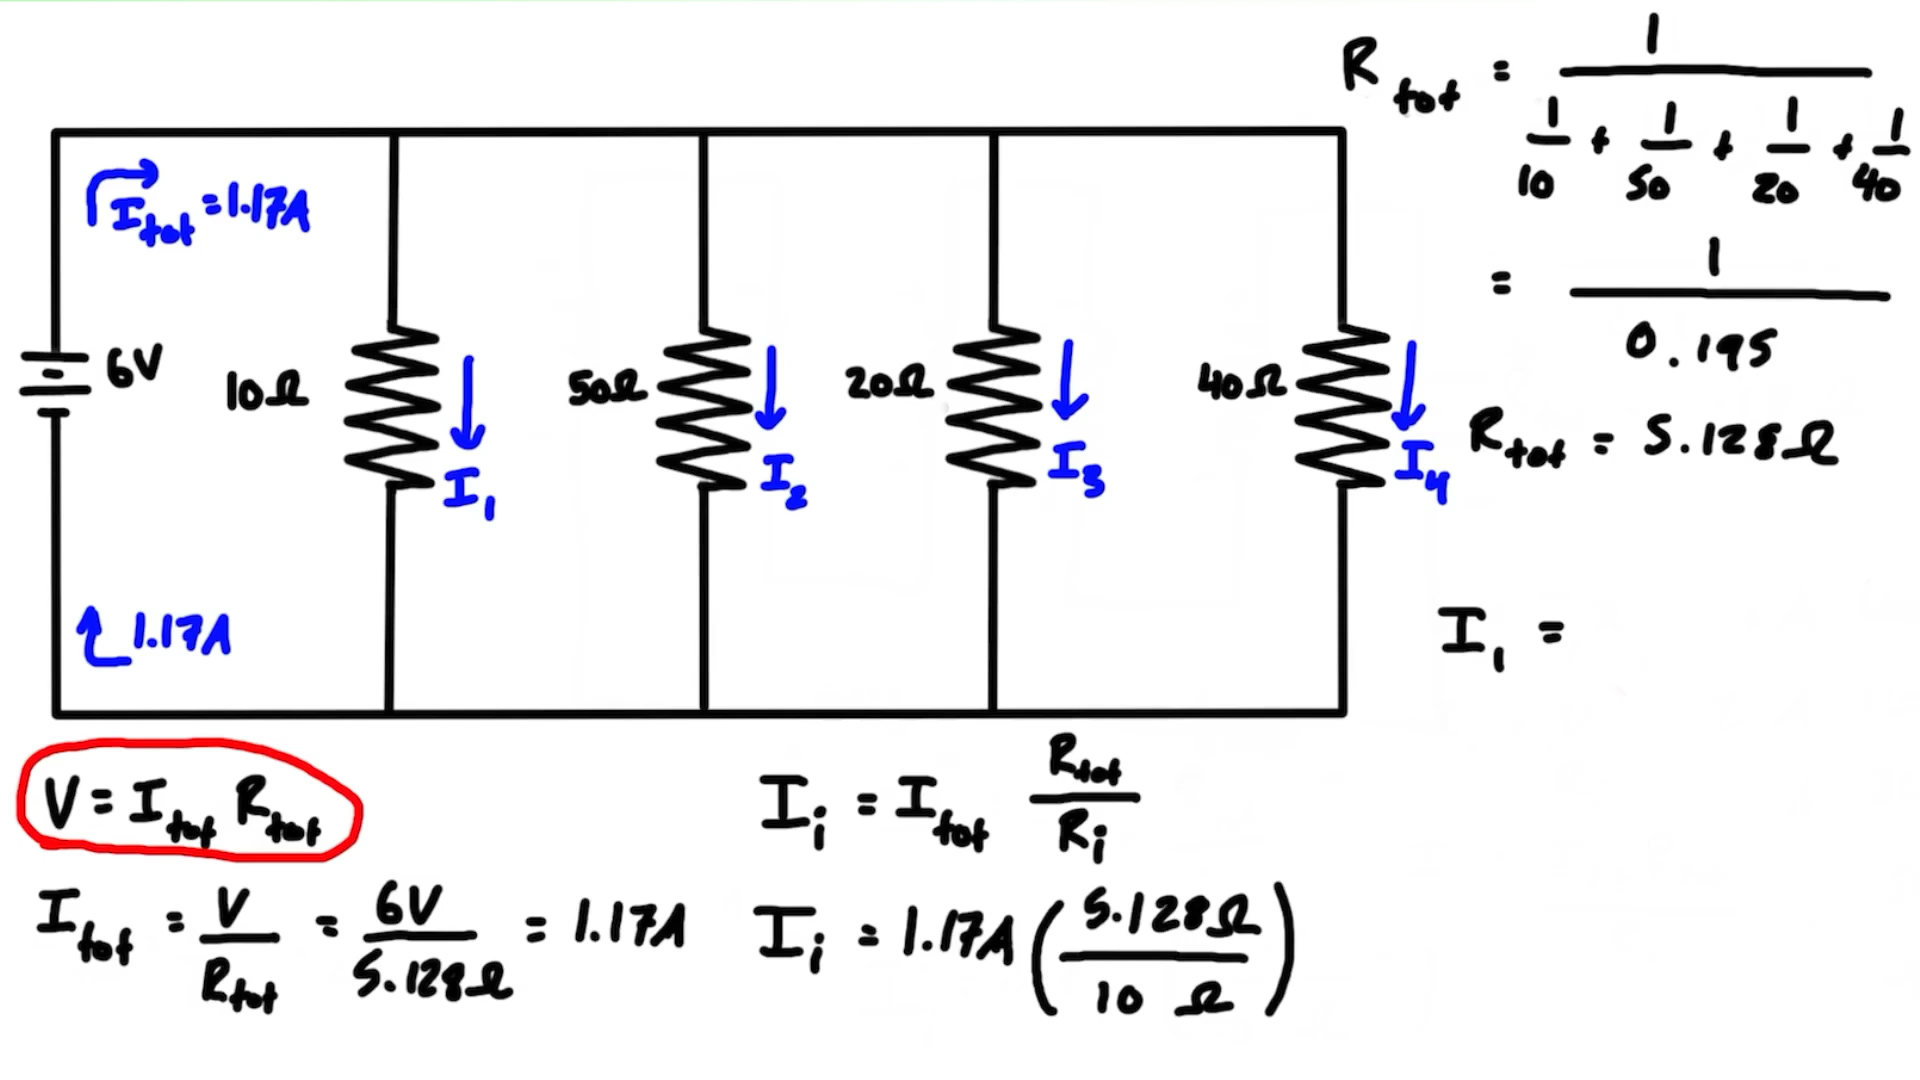 R_tot = 1 / (1/10 + 1/50 + 1/20 + 1/40)
= 1 / 0.195
R_tot = 5.128Ω
I_tot = 1.17A
6V
10Ω
I_1
50Ω
I_2
20Ω
I_3
40Ω
I_4
1.17A
I_1 =
V = I_tot R_tot
I_tot = V / R_tot = 6V / 5.128Ω = 1.17A
I_i = I_tot R_tot / R_i
I_i = 1.17A (5.128Ω / 10 Ω)